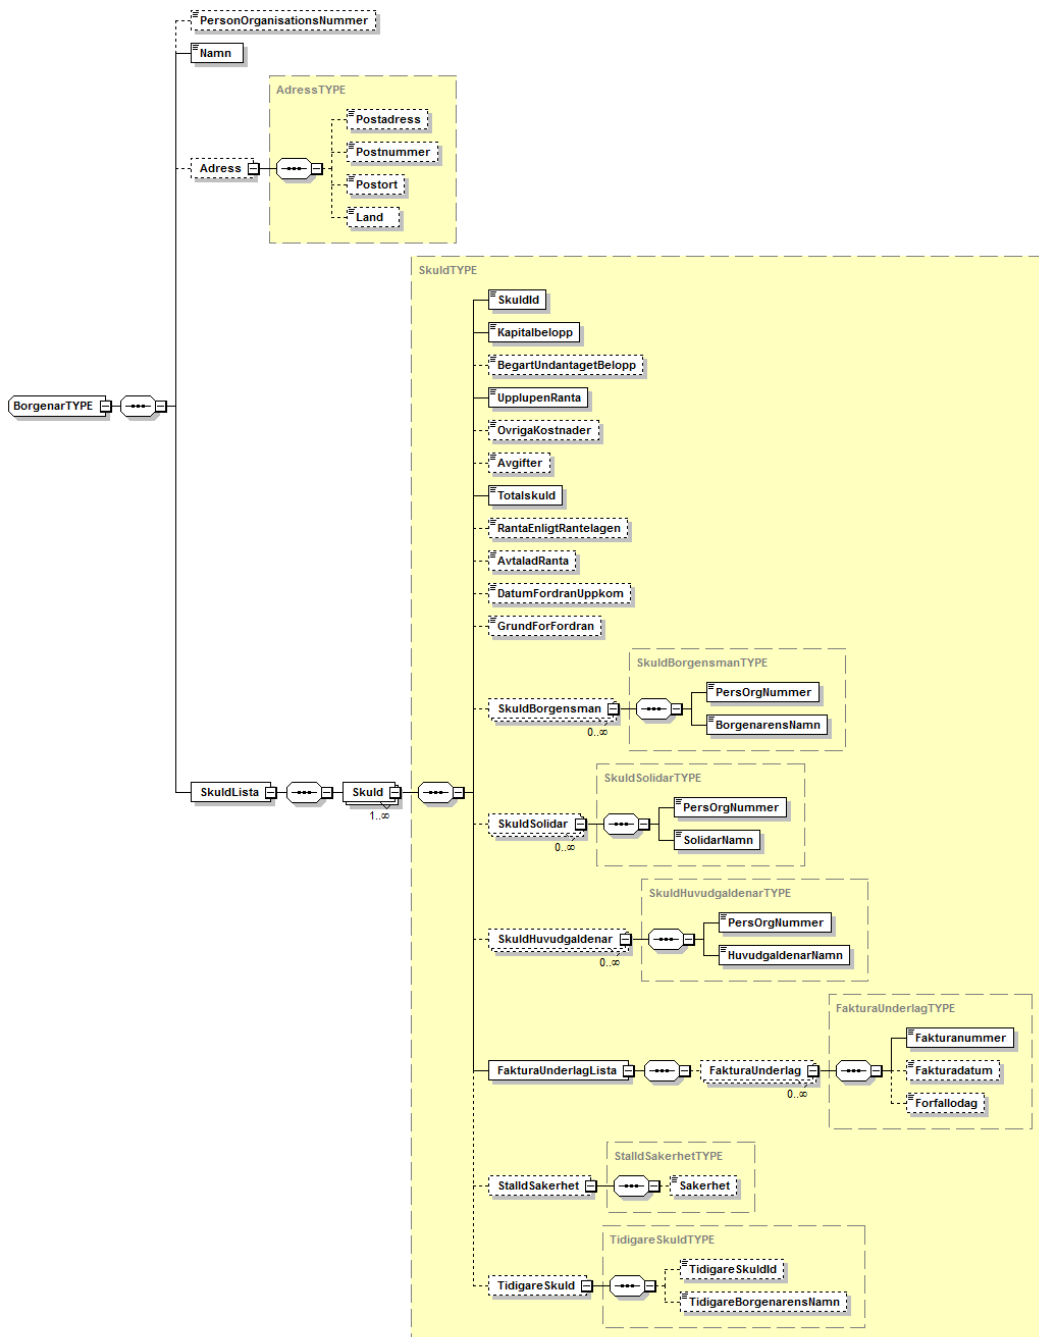 PersonOrganisationsNummer
Namn
AdressTYPE
Postadress
Postnummer
Adress
Postort
Land
SkuldTYPE
SkuldId
Kapitalbelopp
BegartUndantagetBelopp
BorgenarTYPE
UpplupenRanta
OvrigaKostnader
Avgifter
Totalskuld
RantaEnligtRantelagen
AvtaladRanta
DatumFordranUppkom
GrundForFordran
SkuldBorgensmanTYPE
PersOrgNummer
SkuldBorgensman
0..∞
BorgenarensNamn
SkuldLista
Skuld
1..∞
SkuldSolidarTYPE
PersOrgNummer
SkuldSolidar
0..∞
SolidarNamn
SkuldHuvudgaldenarTYPE
PersOrgNummer
SkuldHuvudgaldenar
0..∞
HuvudgaldenarNamn
FakturaUnderlagTYPE
Fakturanummer
FakturaUnderlagLista
FakturaUnderlag
0..∞
Fakturadatum
Forfallodag
StalldSakerhetTYPE
StalldSakerhet
Sakerhet
TidigareSkuldTYPE
TidigareSkuldId
TidigareSkuld
TidigareBorgenarensNamn